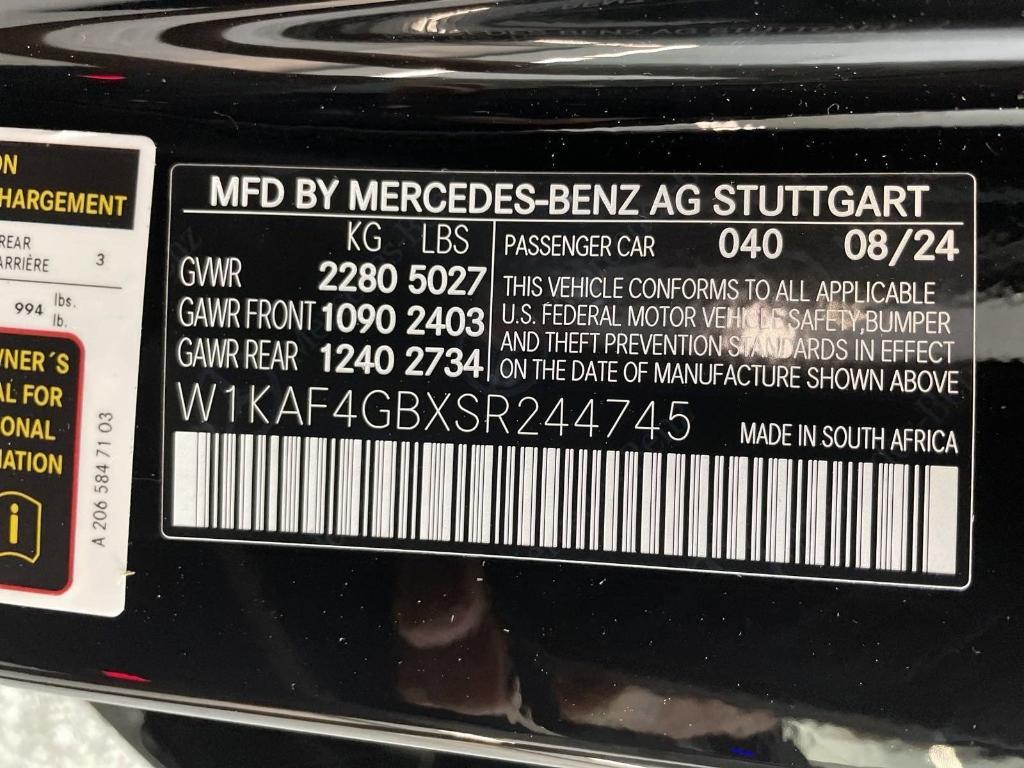 ON
HARGEMENT
REAR
ARRIÈRE 3
994 lbs.
lb.
WNER´S
AL FOR
ONAL
MATION
i
A 206 584 71 03
MFD BY MERCEDES-BENZ AG STUTTGART
KG LBS
GVWR 2280 5027
GAWR FRONT 1090 2403
GAWR REAR 1240 2734
PASSENGER CAR 040 08/24
THIS VEHICLE CONFORMS TO ALL APPLICABLE
U.S. FEDERAL MOTOR VEHICLE SAFETY, BUMPER
AND THEFT PREVENTION STANDARDS IN EFFECT
ON THE DATE OF MANUFACTURE SHOWN ABOVE
W1KAF4GBXSR244745
MADE IN SOUTH AFRICA